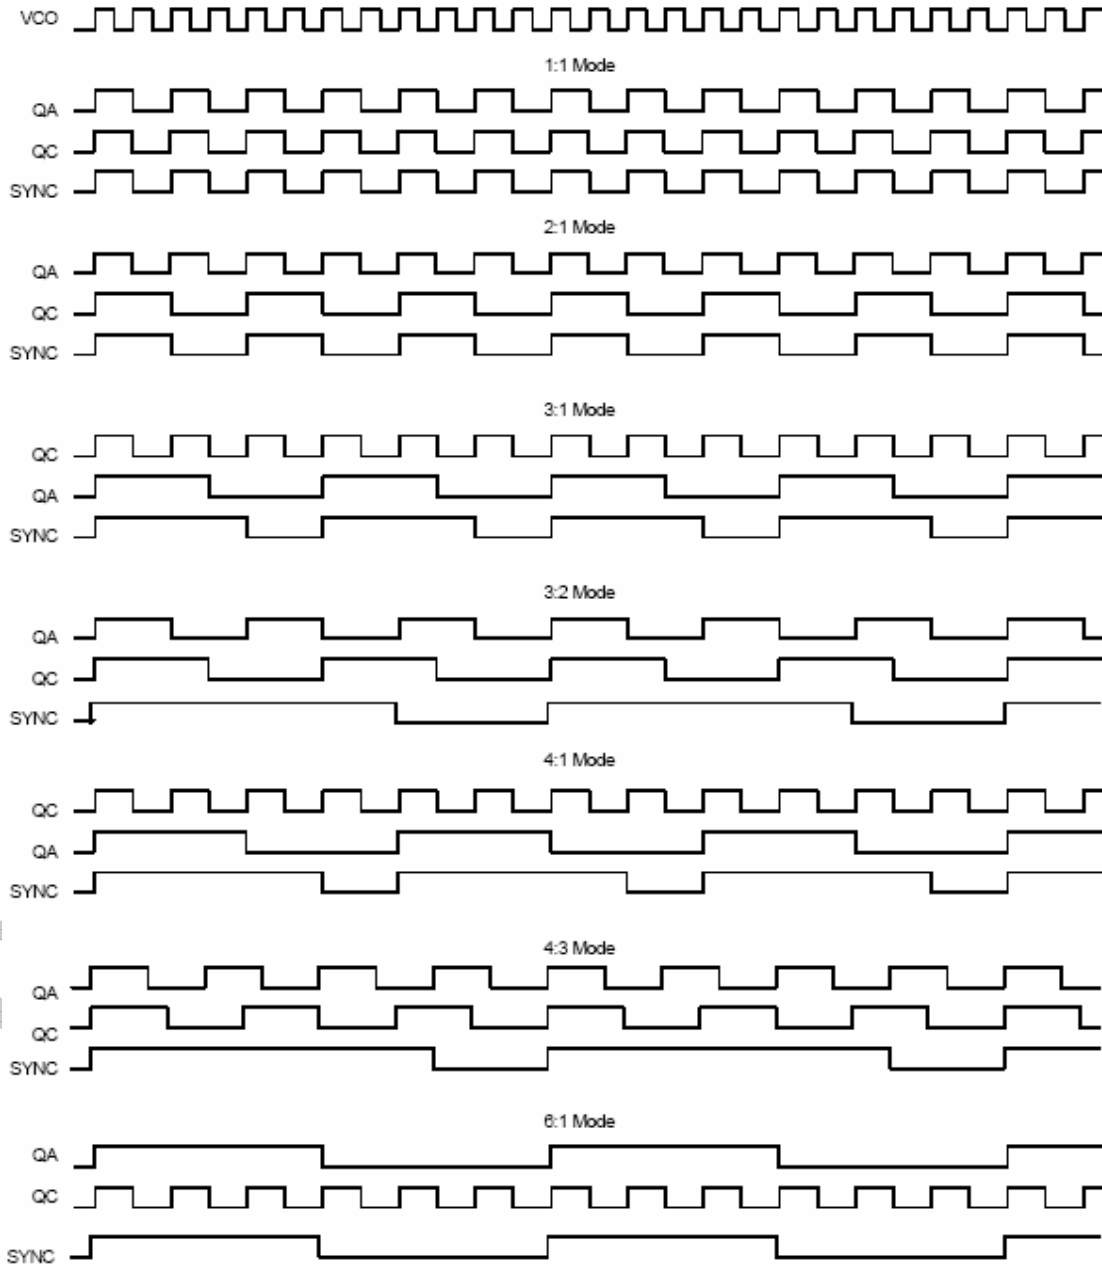 VCO
1:1 Mode
QA
QC
SYNC
2:1 Mode
QA
QC
SYNC
3:1 Mode
QC
QA
SYNC
3:2 Mode
QA
QC
SYNC
4:1 Mode
QC
QA
SYNC
4:3 Mode
QA
QC
SYNC
6:1 Mode
QA
QC
SYNC